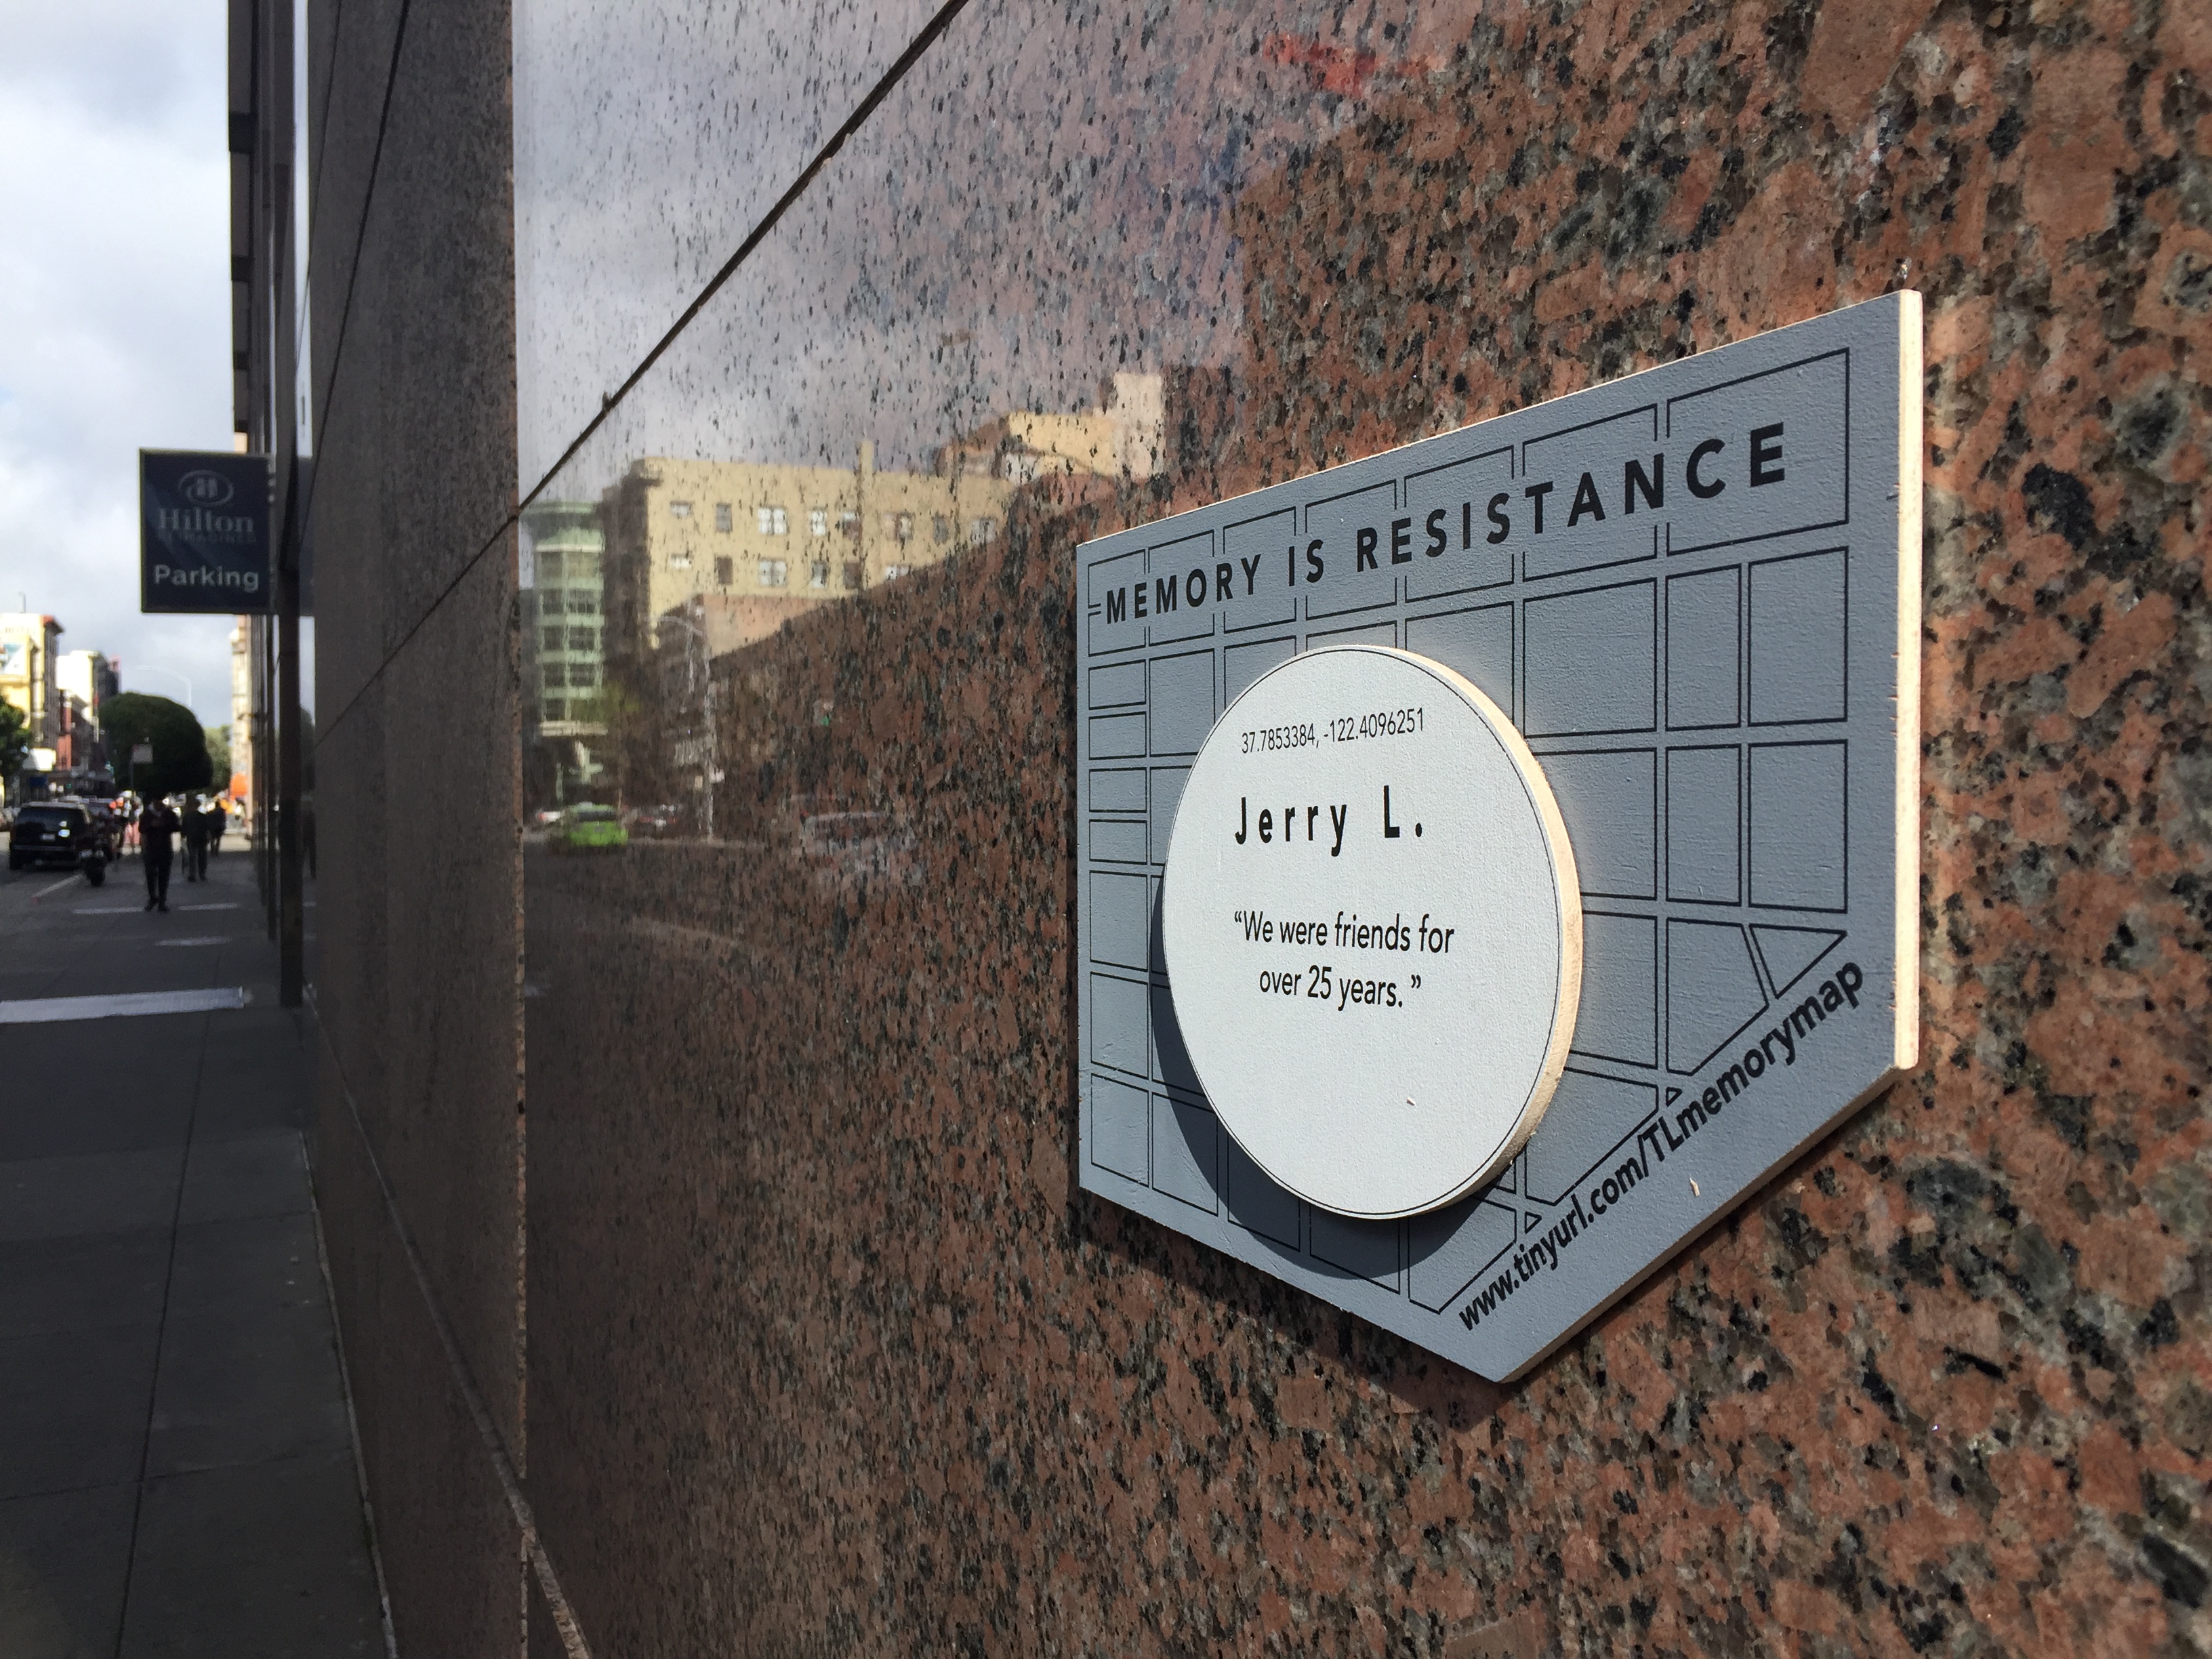 Hilton
Parking
MEMORY IS RESISTANCE
37.7853384, -122.4096251
Jerry L.
“We were friends for
over 25 years. ”
www.tinyurl.com/TLmemorymap